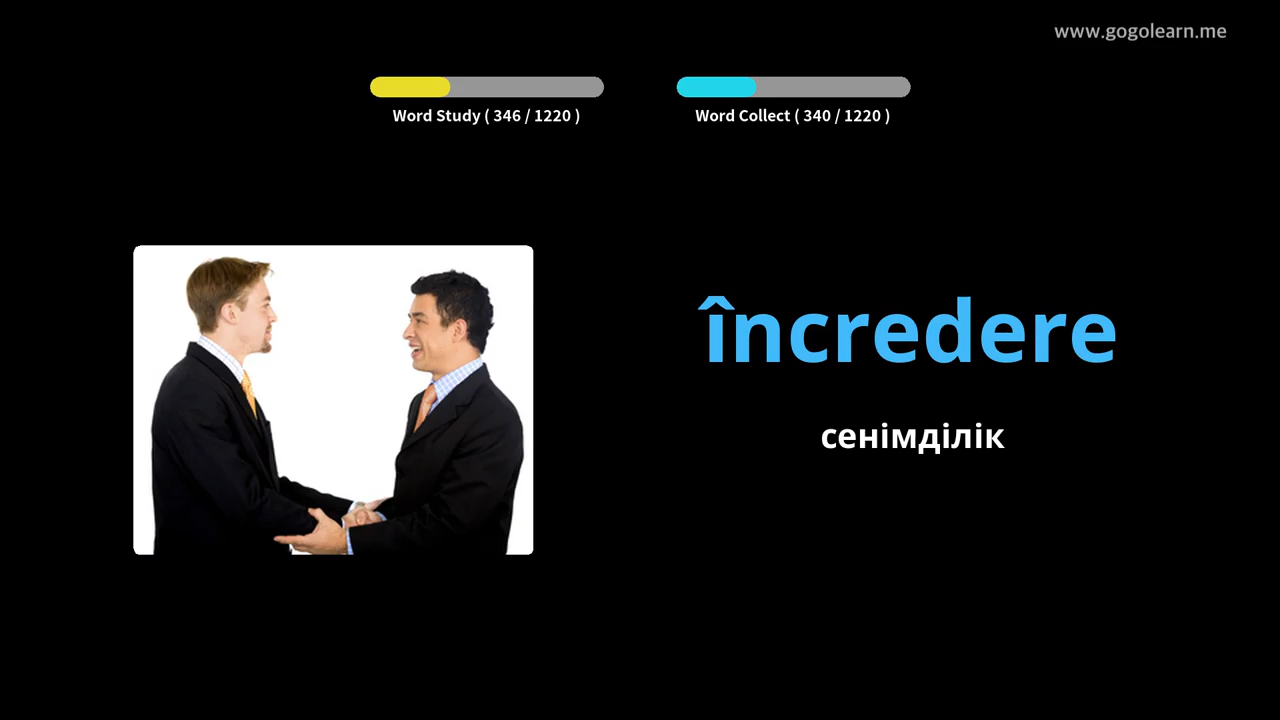 www.gogolearn.me
Word Study ( 346 / 1220 )
Word Collect ( 340 / 1220 )
încredere
сенімділік